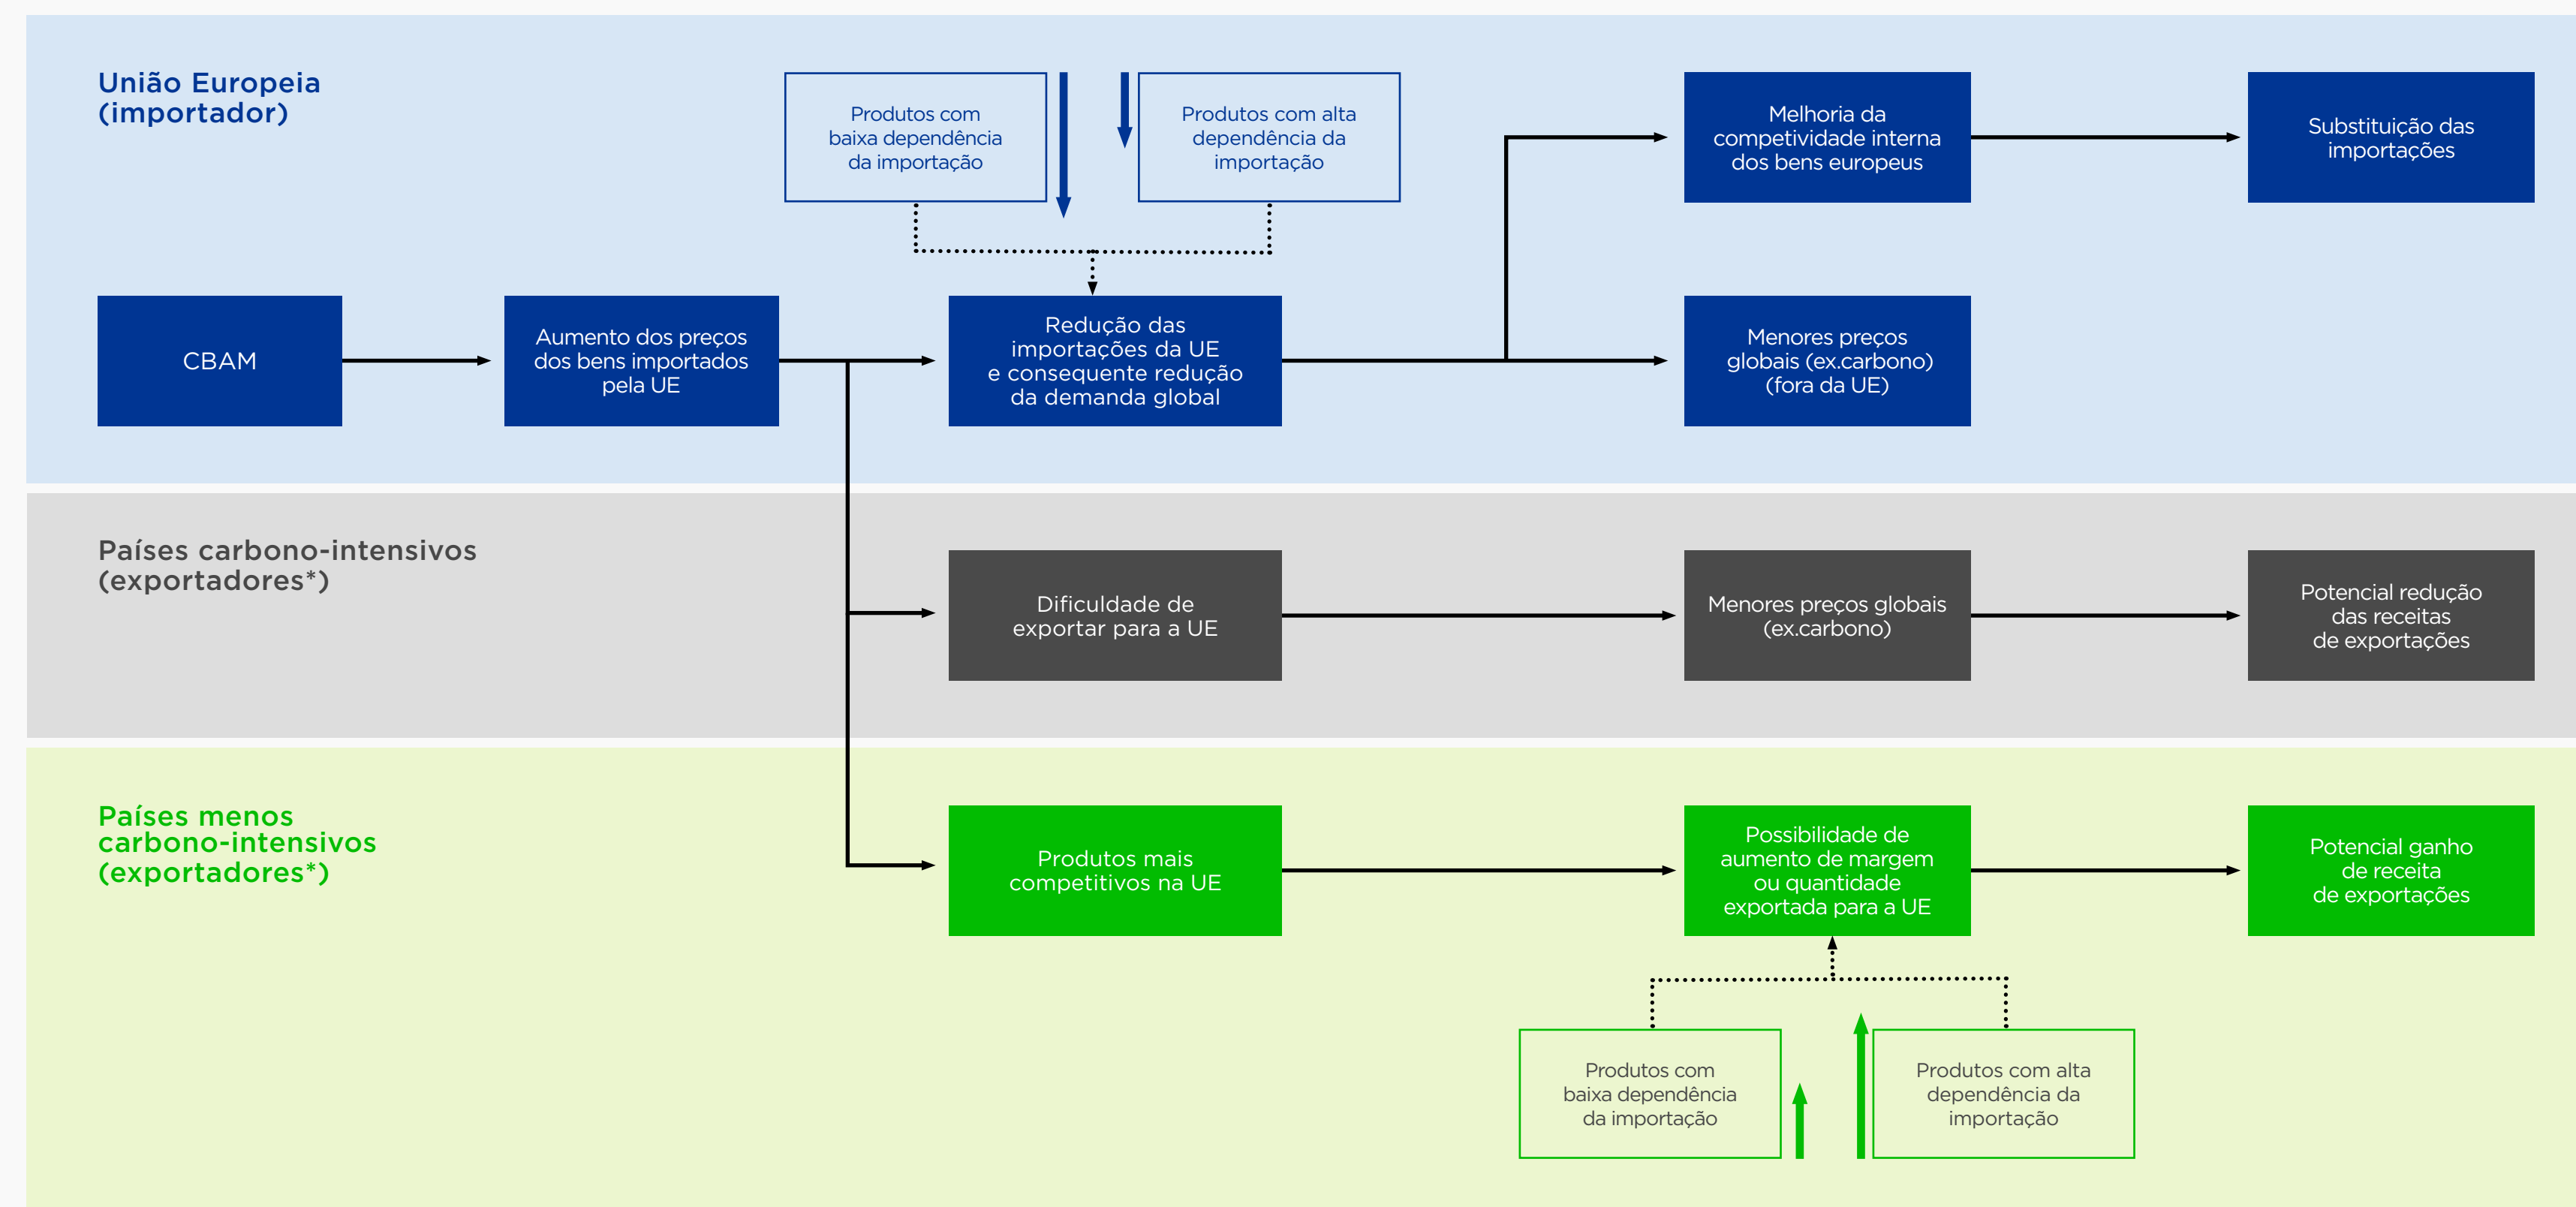 União Europeia
(importador)
Produtos com
baixa dependência
da importação
Produtos com alta
dependência da
importação
Melhoria da
competividade interna
dos bens europeus
Substituição das
importações
CBAM
Aumento dos preços
dos bens importados
pela UE
Redução das
importações da UE
e consequente redução
da demanda global
Menores preços
globais (ex.carbono)
(fora da UE)
Países carbono-intensivos
(exportadores*)
Dificuldade de
exportar para a UE
Menores preços globais
(ex.carbono)
Potencial redução
das receitas
de exportações
Países menos
carbono-intensivos
(exportadores*)
Produtos mais
competitivos na UE
Possibilidade de
aumento de margem
ou quantidade
exportada para a UE
Potencial ganho
de receita
de exportações
Produtos com
baixa dependência
da importação
Produtos com alta
dependência da
importação